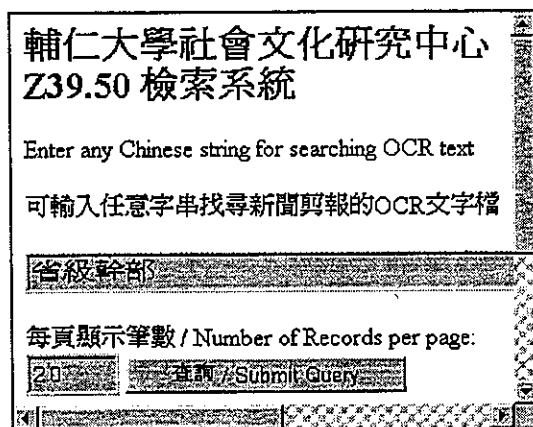 輔仁大學社會文化研究中心
Z39.50 檢索系統
Enter any Chinese string for searching OCR text
可輸入任意字串找尋新聞剪報的OCR文字檔
省級幹部
每頁顯示筆數 / Number of Records per page:
20 查詢 / Submit Query